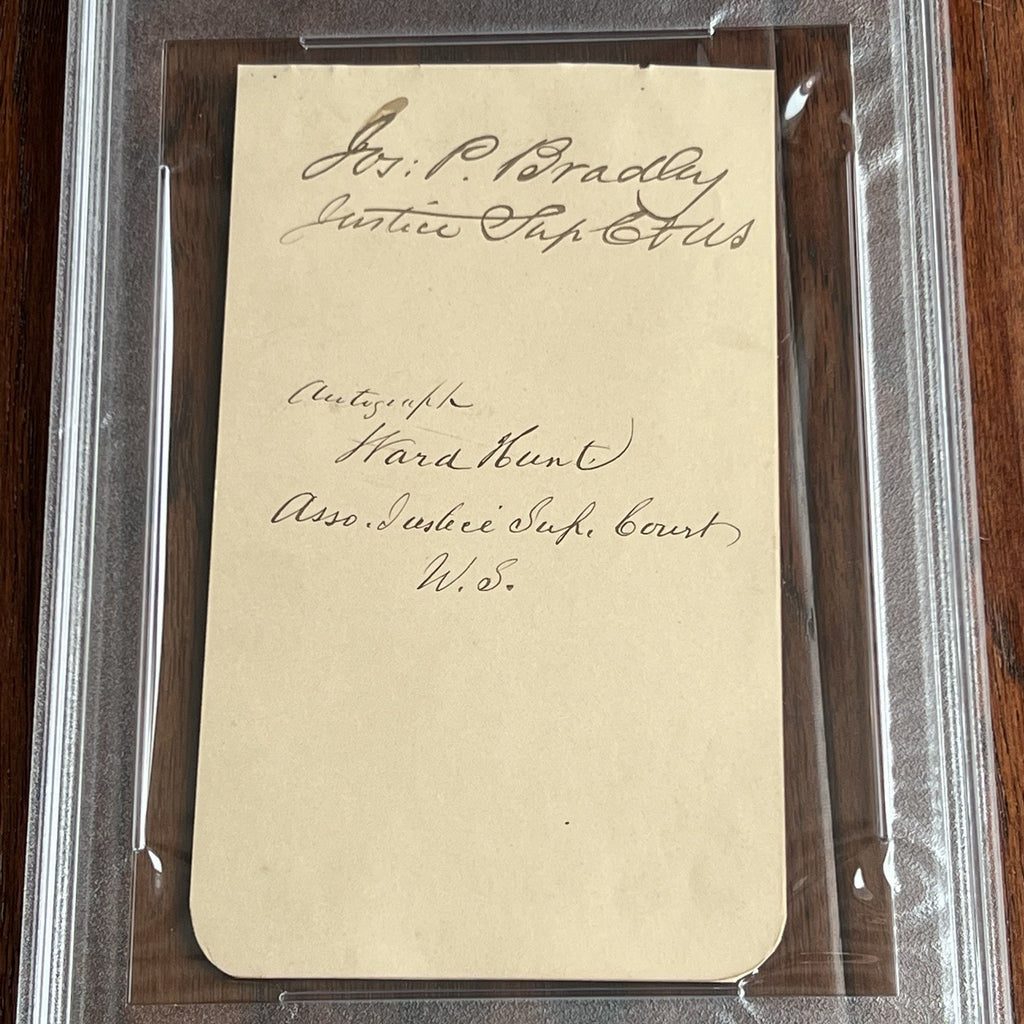 Jos: P. Bradley
Justice Sup Ct US
Autograph
Ward Hunt
Asso. Justice Sup. Court
U. S.